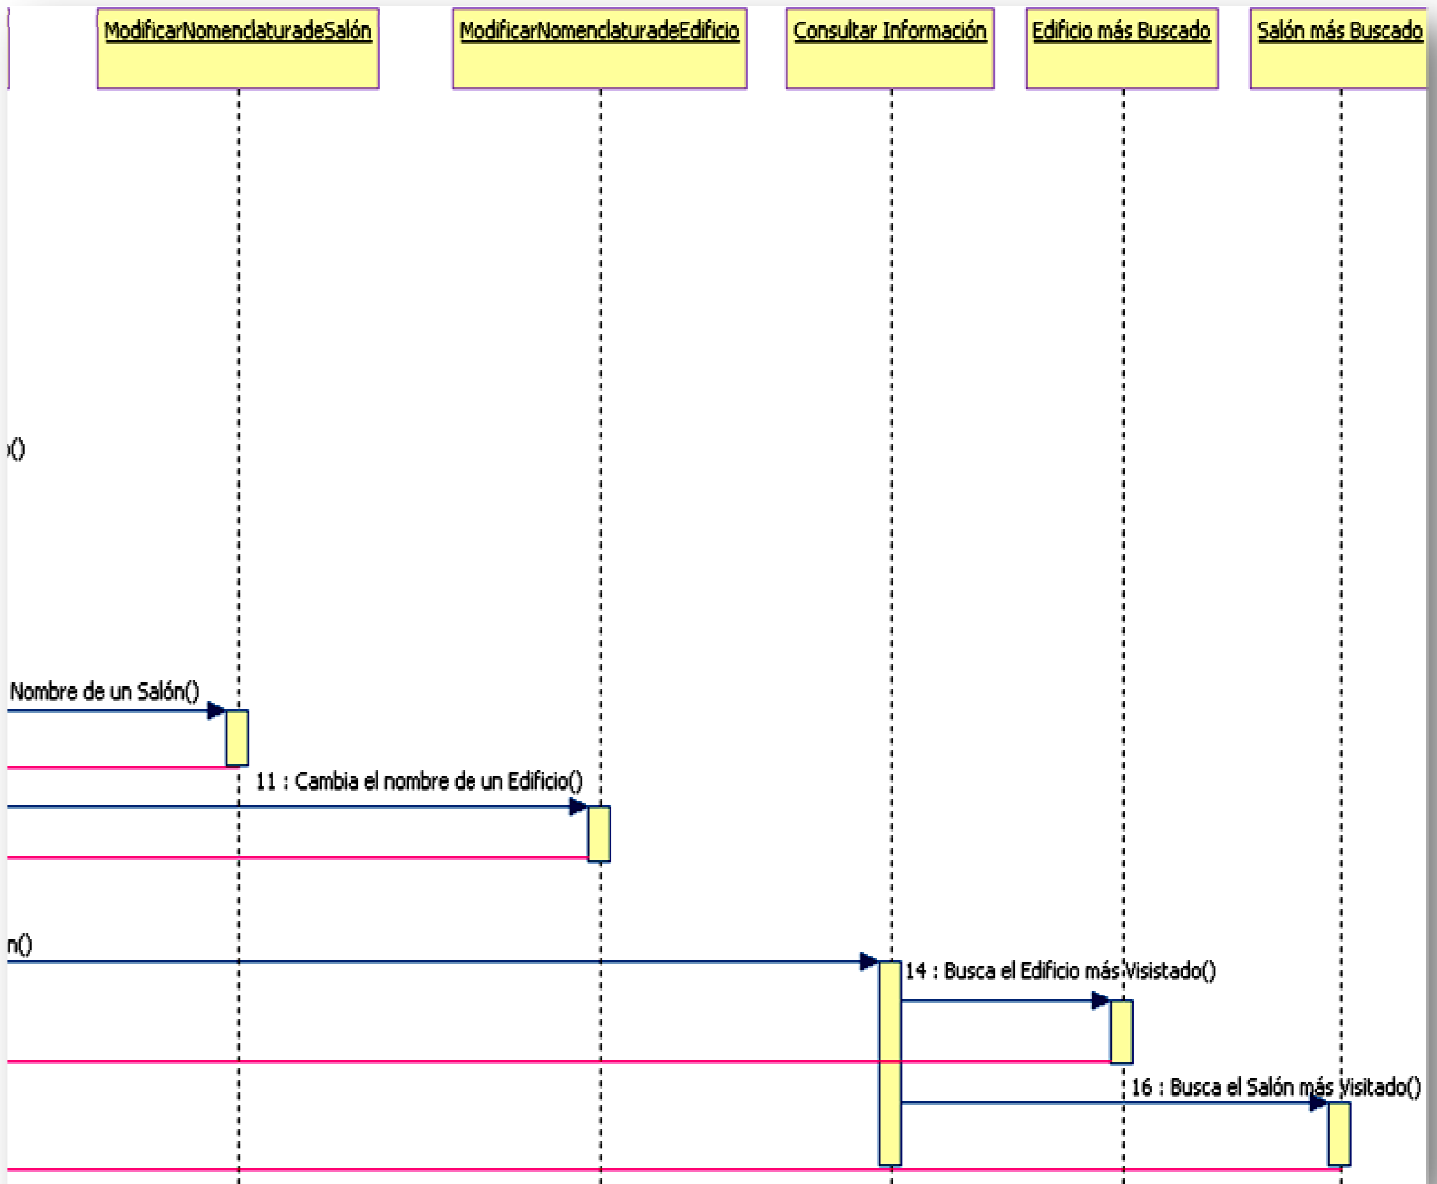 ModificarNomenclaturadeSalón
ModificarNomenclaturadeEdificio
Consultar Información
Edificio más Buscado
Salón más Buscado
()
Nombre de un Salón()
11 : Cambia el nombre de un Edificio()
n()
14 : Busca el Edificio más Visistado()
16 : Busca el Salón más Visitado()